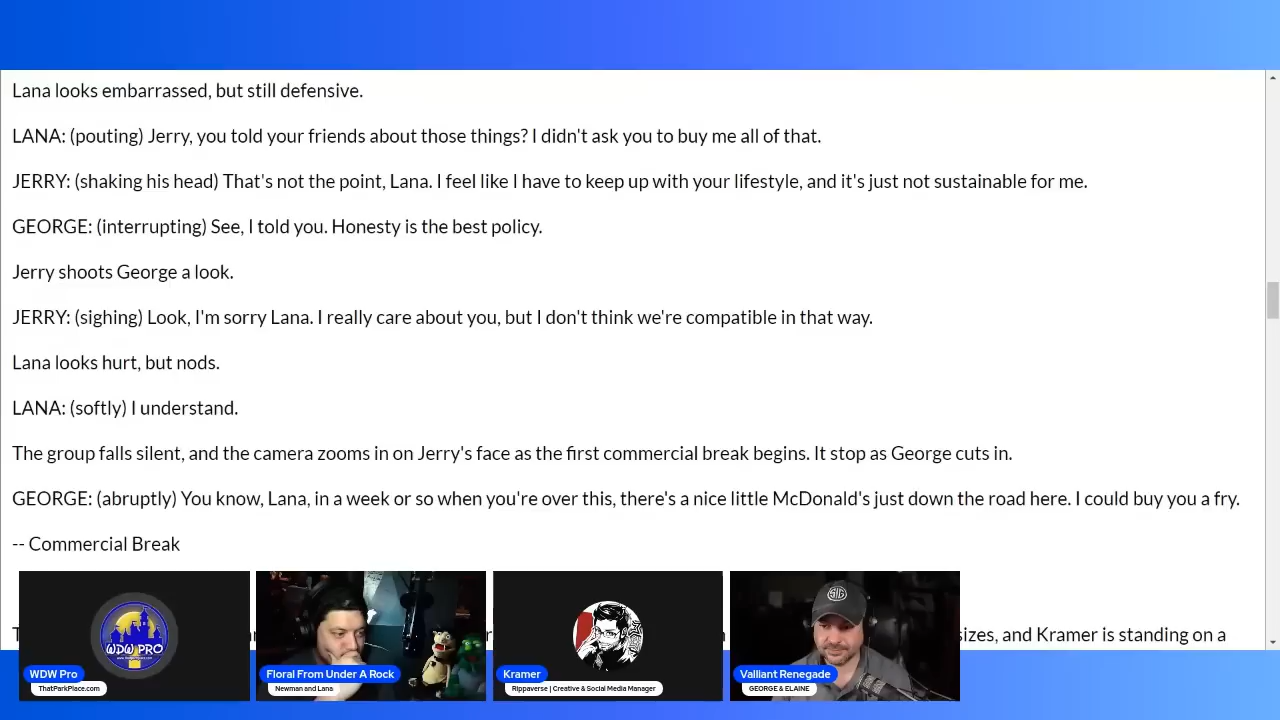 Lana looks embarrassed, but still defensive.
LANA: (pouting) Jerry, you told your friends about those things? I didn't ask you to buy me all of that.
JERRY: (shaking his head) That's not the point, Lana. I feel like I have to keep up with your lifestyle, and it's just not sustainable for me.
GEORGE: (interrupting) See, I told you. Honesty is the best policy.
Jerry shoots George a look.
JERRY: (sighing) Look, I'm sorry Lana. I really care about you, but I don't think we're compatible in that way.
Lana looks hurt, but nods.
LANA: (softly) I understand.
The group falls silent, and the camera zooms in on Jerry's face as the first commercial break begins. It stop as George cuts in.
GEORGE: (abruptly) You know, Lana, in a week or so when you're over this, there's a nice little McDonald's just down the road here. I could buy you a fry.
-- Commercial Break
sizes, and Kramer is standing on a
WDW PRO
WDW Pro
ThatParkPlace.com
Floral From Under A Rock
Newman and Lana
Kramer
Rippaverse | Creative & Social Media Manager
SIG
Valliant Renegade
GEORGE & ELAINE